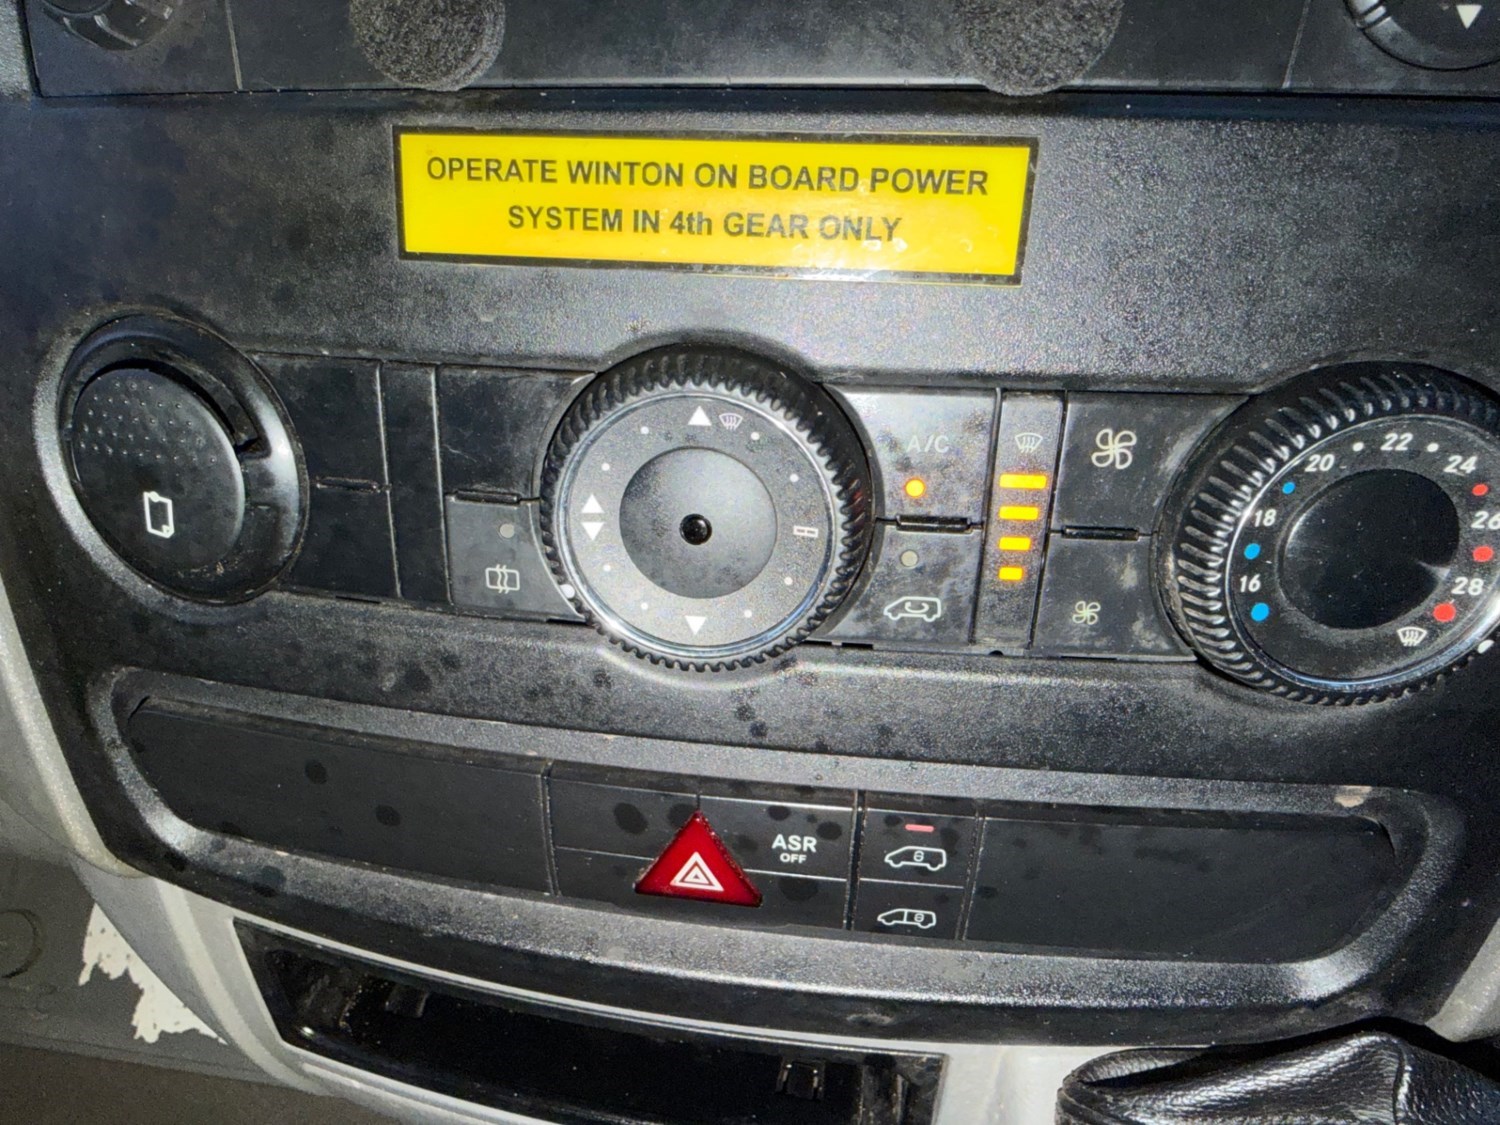 OPERATE WINTON ON BOARD POWER
SYSTEM IN 4th GEAR ONLY
A/C
16
18
20
22
24
26
28
ASR
OFF